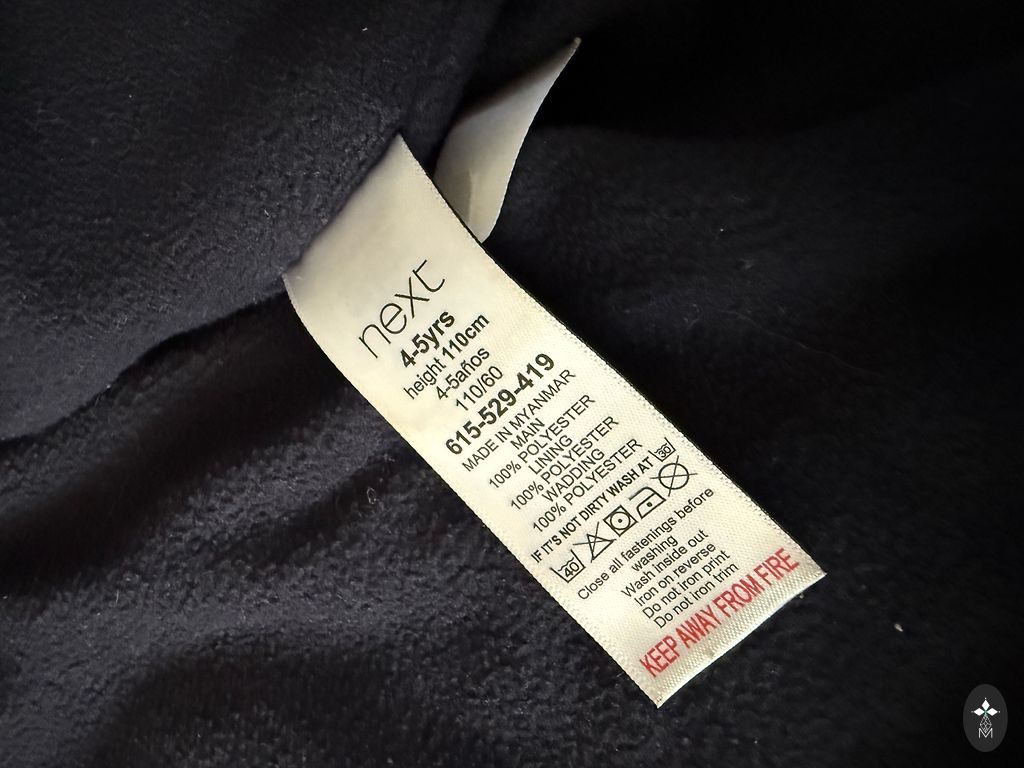 next
4-5yrs
height 110cm
4-5años
110/60
615-529-419
MADE IN MYANMAR
MAIN
100% POLYESTER
LINING
100% POLYESTER
WADDING
100% POLYESTER
IF IT'S NOT DIRTY WASH AT 30
40
Close all fastenings before
washing
Wash inside out
Iron on reverse
Do not iron print
Do not iron trim
KEEP AWAY FROM FIRE
M